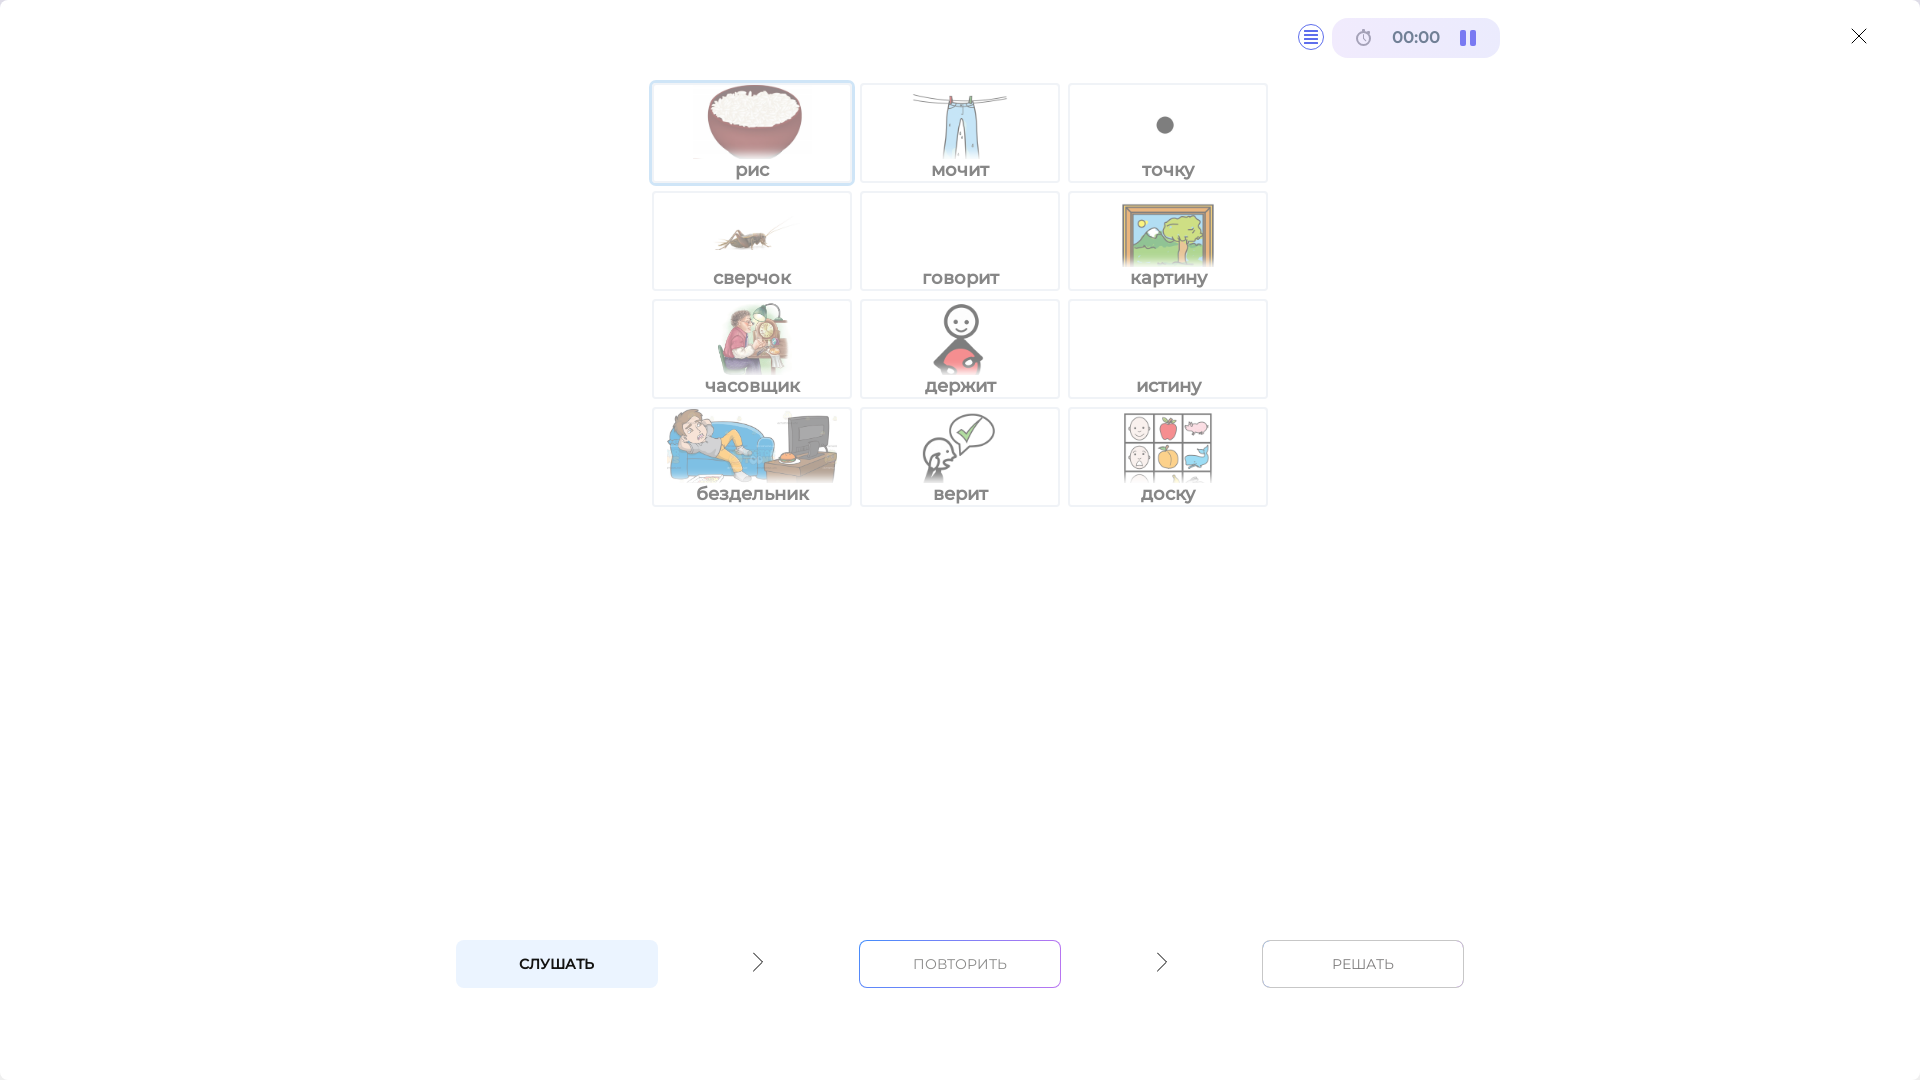 00:00
рис
мочит
точку
сверчок
говорит
картину
часовщик
держит
истину
бездельник
верит
доску
СЛУШАТЬ
ПОВТОРИТЬ
РЕШАТЬ